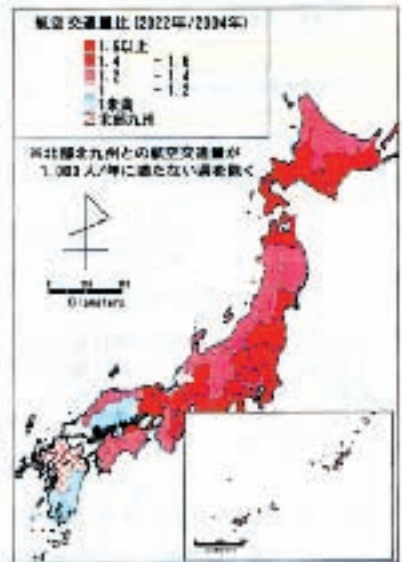 航空交通量比(2022年/2004年)
1.6以上
1.4 -1.6
1.2 -1.4
1 -1.2
1未満
北部九州
※北部北九州との航空交通量が
1,000人/年に満たない県を除く
Kilometers